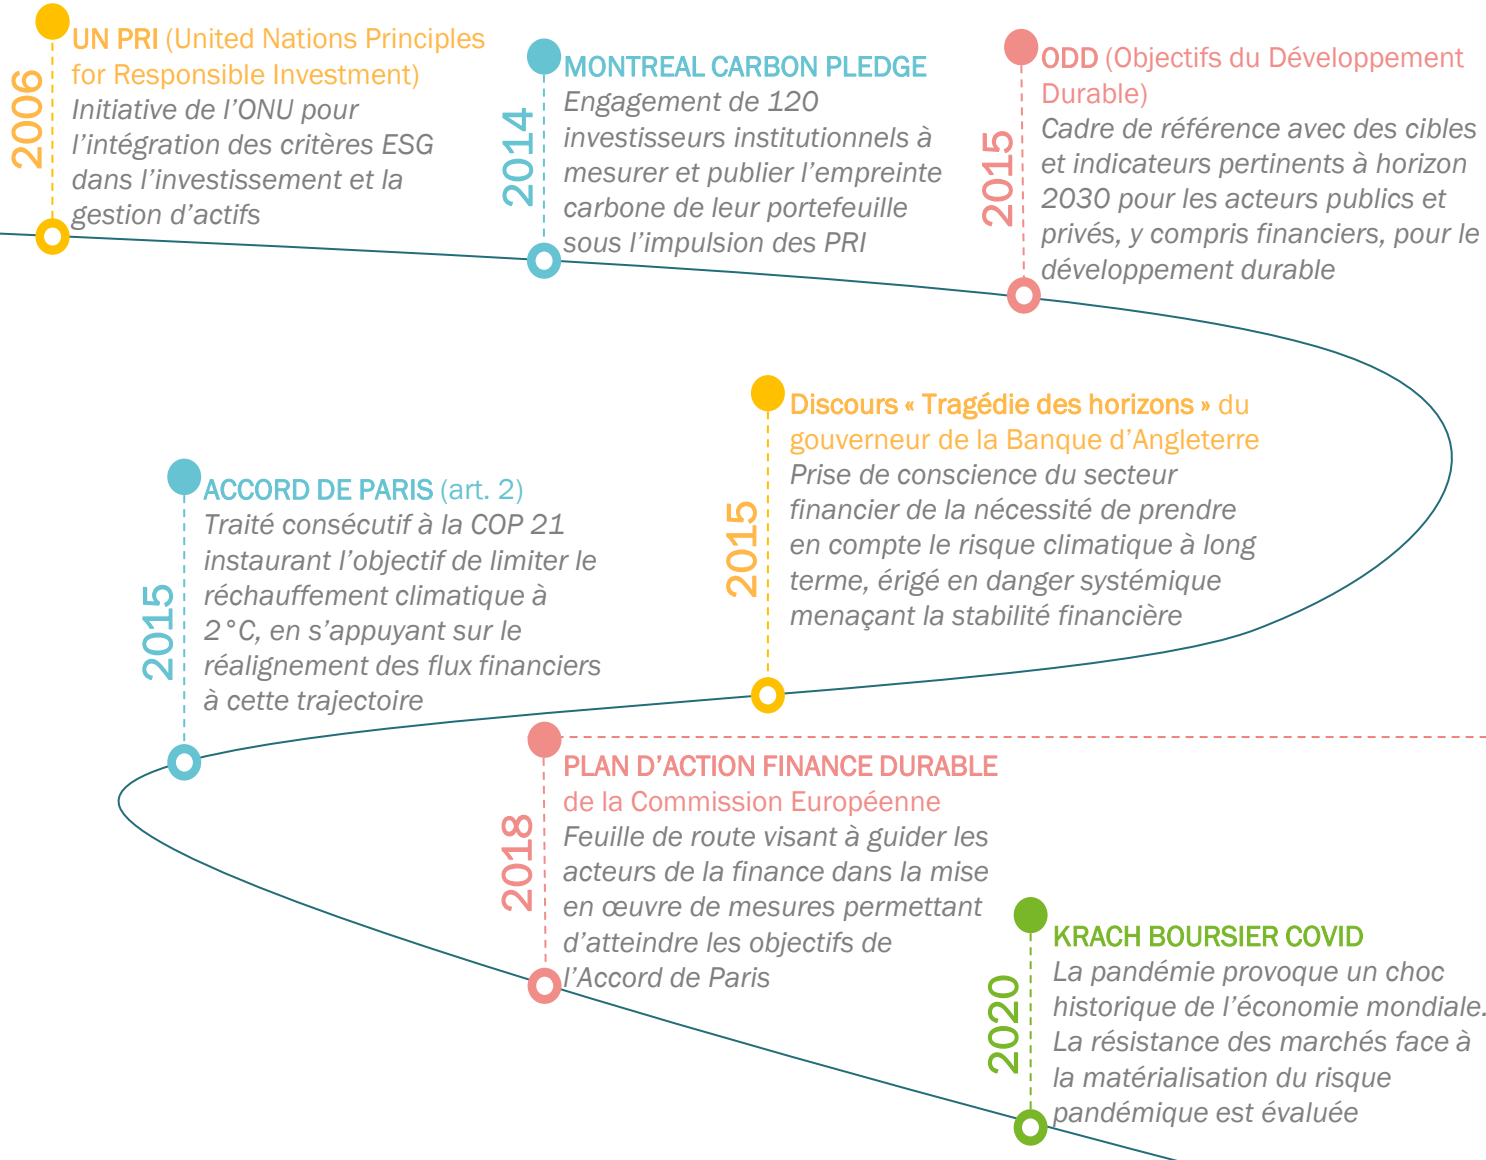 2006
UN PRI (United Nations Principles
for Responsible Investment)
Initiative de l’ONU pour
l’intégration des critères ESG
dans l’investissement et la
gestion d’actifs
2014
MONTREAL CARBON PLEDGE
Engagement de 120
investisseurs institutionnels à
mesurer et publier l’empreinte
carbone de leur portefeuille
sous l’impulsion des PRI
2015
ODD (Objectifs du Développement
Durable)
Cadre de référence avec des cibles
et indicateurs pertinents à horizon
2030 pour les acteurs publics et
privés, y compris financiers, pour le
développement durable
2015
Discours « Tragédie des horizons » du
gouverneur de la Banque d’Angleterre
Prise de conscience du secteur
financier de la nécessité de prendre
en compte le risque climatique à long
terme, érigé en danger systémique
menaçant la stabilité financière
2015
ACCORD DE PARIS (art. 2)
Traité consécutif à la COP 21
instaurant l’objectif de limiter le
réchauffement climatique à
2°C, en s’appuyant sur le
réalignement des flux financiers
à cette trajectoire
2018
PLAN D’ACTION FINANCE DURABLE
de la Commission Européenne
Feuille de route visant à guider les
acteurs de la finance dans la mise
en œuvre de mesures permettant
d’atteindre les objectifs de
l’Accord de Paris
2020
KRACH BOURSIER COVID
La pandémie provoque un choc
historique de l’économie mondiale.
La résistance des marchés face à
la matérialisation du risque
pandémique est évaluée